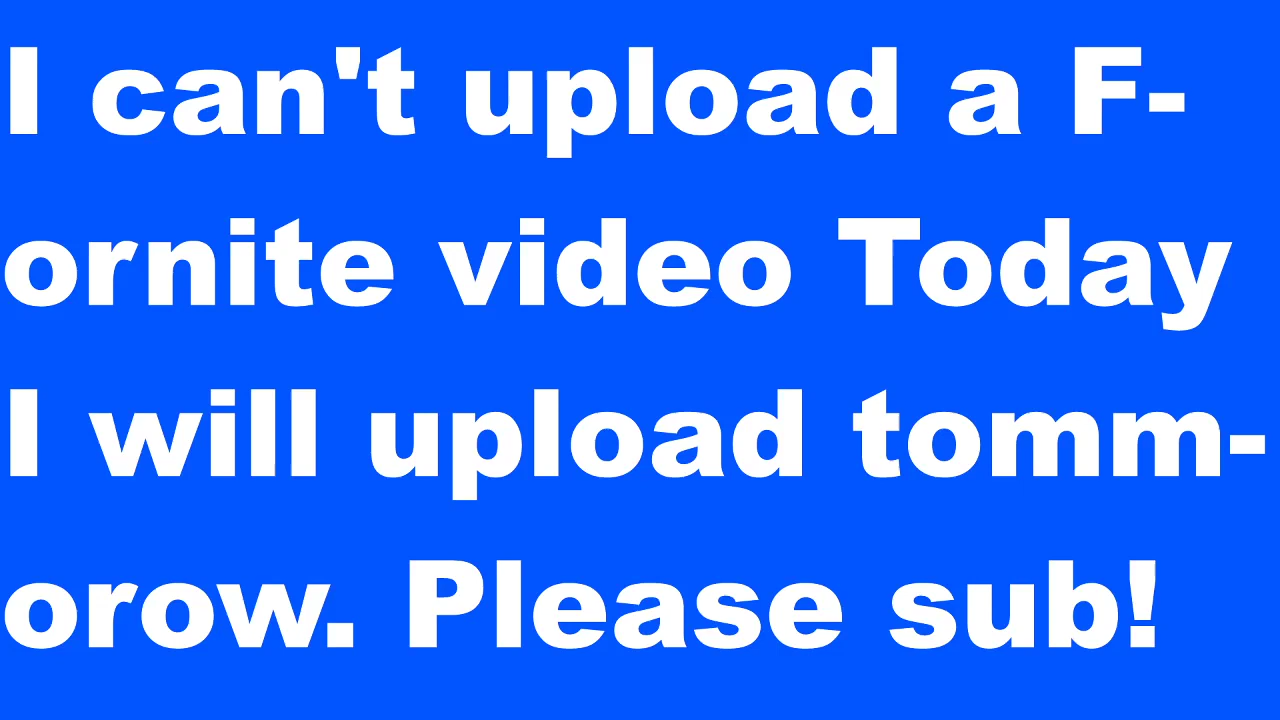 I can't upload a F-
ornite video Today
I will upload tomm-
orow. Please sub!